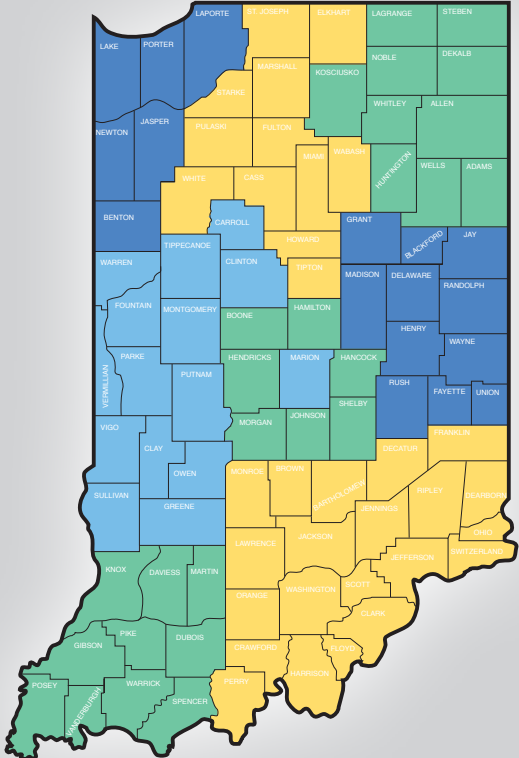 LAPORTE
ST. JOSEPH
ELKHART
LAGRANGE
STEBEN
LAKE
PORTER
NOBLE
DEKALB
MARSHALL
KOSCIUSKO
STARKE
WHITLEY
ALLEN
NEWTON
JASPER
PULASKI
FULTON
MIAMI
WABASH
HUNTINGTON
WELLS
ADAMS
WHITE
CASS
BENTON
CARROLL
GRANT
BLACKFORD
JAY
TIPPECANOE
HOWARD
WARREN
CLINTON
TIPTON
MADISON
DELAWARE
RANDOLPH
FOUNTAIN
MONTGOMERY
BOONE
HAMILTON
HENRY
WAYNE
VERMILLIAN
PARKE
PUTNAM
HENDRICKS
MARION
HANCOCK
RUSH
FAYETTE
UNION
SHELBY
MORGAN
JOHNSON
VIGO
CLAY
OWEN
FRANKLIN
DECATUR
MONROE
BROWN
BARTHOLOMEW
RIPLEY
DEARBORN
SULLIVAN
GREENE
JENNINGS
OHIO
LAWRENCE
JACKSON
JEFFERSON
SWITZERLAND
KNOX
DAVIESS
MARTIN
ORANGE
WASHINGTON
SCOTT
CLARK
GIBSON
PIKE
DUBOIS
CRAWFORD
FLOYD
HARRISON
POSEY
VANDERBURGH
WARRICK
SPENCER
PERRY